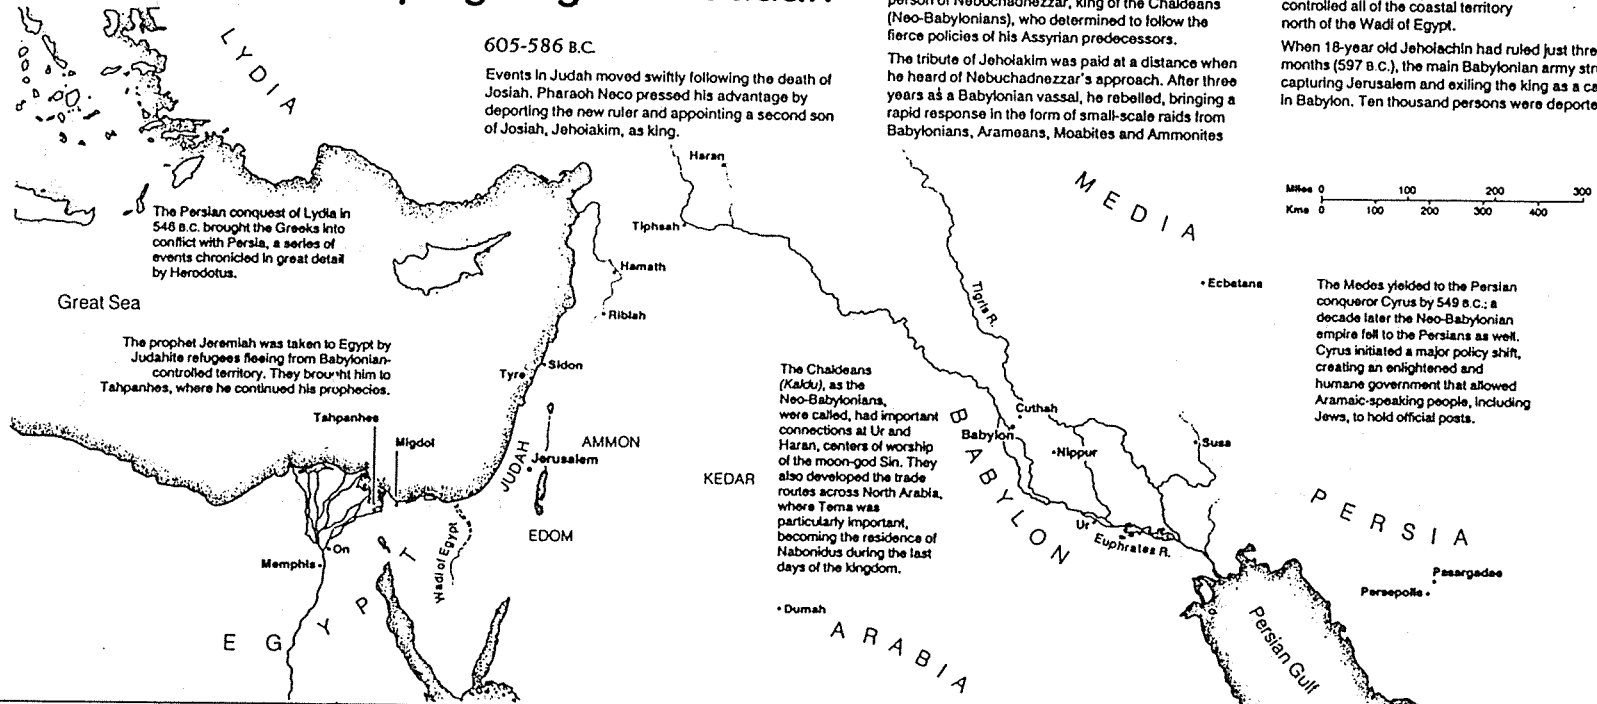 605-586 B.C.
Events in Judah moved swiftly following the death of
Josiah. Pharaoh Neco pressed his advantage by
deporting the new ruler and appointing a second son
of Josiah, Jehoiakim, as king.
person of Nebuchadnezzar, king of the Chaldeans
(Neo-Babylonians), who determined to follow the
fierce policies of his Assyrian predecessors.
The tribute of Jehoiakim was paid at a distance when
he heard of Nebuchadnezzar's approach. After three
years as a Babylonian vassal, he rebelled, bringing a
rapid response in the form of small-scale raids from
Babylonians, Arameans, Moabites and Ammonites
controlled all of the coastal territory
north of the Wadi of Egypt.
When 18-year old Jehoiachin had ruled just thre
months (597 B.C.), the main Babylonian army str
capturing Jerusalem and exiling the king as a ca
in Babylon. Ten thousand persons were deporte
LYDIA
Haran
MEDIA
Miles 0 100 200 300
Kms 0 100 200 300 400
The Persian conquest of Lydia in
546 B.C. brought the Greeks into
conflict with Persia, a series of
events chronicled in great detail
by Herodotus.
Tiphsah
Hamath
Riblah
Great Sea
Tigris R.
Ecbatana
The Medes yielded to the Persian
conqueror Cyrus by 549 B.C.; a
decade later the Neo-Babylonian
empire fell to the Persians as well.
Cyrus initiated a major policy shift,
creating an enlightened and
humane government that allowed
Aramaic-speaking people, including
Jews, to hold official posts.
The prophet Jeremiah was taken to Egypt by
Judahite refugees fleeing from Babylonian-
controlled territory. They brought him to
Tahpanhes, where he continued his prophecies.
Sidon
Tyre
The Chaldeans
(Kaldu), as the
Neo-Babylonians,
were called, had important
connections at Ur and
Haran, centers of worship
of the moon-god Sin. They
also developed the trade
routes across North Arabia,
where Tema was
particularly important,
becoming the residence of
Nabonidus during the last
days of the kingdom.
Tahpanhes
Migdol
JUDAH
AMMON
Jerusalem
KEDAR
EDOM
Cuthah
Babylon
Nippur
Susa
BABYLON
Ur
Euphrates R.
PERSIA
Pasargadae
Persepolis
On
Memphis
Wadi of Egypt
EGYPT
Dumah
ARABIA
Persian Gulf